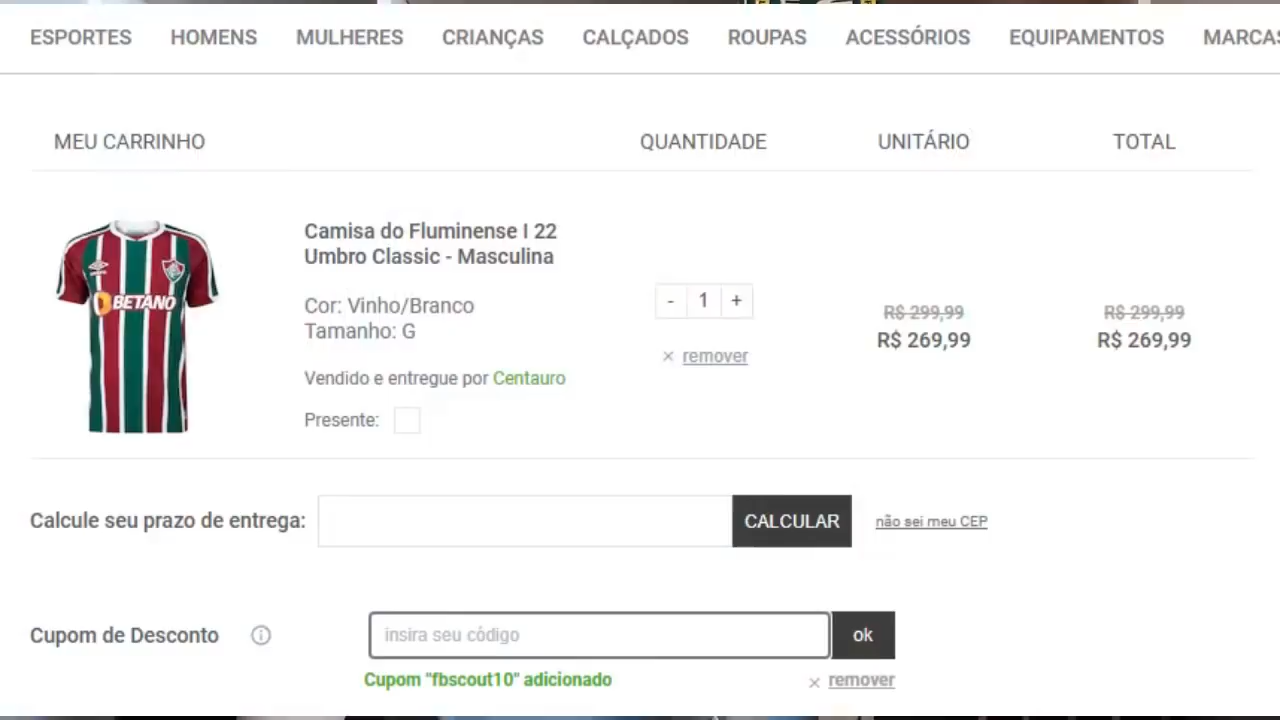 ESPORTES HOMENS MULHERES CRIANÇAS CALÇADOS ROUPAS ACESSÓRIOS EQUIPAMENTOS MARCAS
MEU CARRINHO QUANTIDADE UNITÁRIO TOTAL
Camisa do Fluminense I 22
Umbro Classic - Masculina
BETANO
Cor: Vinho/Branco
Tamanho: G
- 1 +
× remover
R$ 299,99 R$ 299,99
R$ 269,99 R$ 269,99
Vendido e entregue por Centauro
Presente:
Calcule seu prazo de entrega: CALCULAR não sei meu CEP
Cupom de Desconto insira seu código ok
Cupom "fbscout10" adicionado × remover